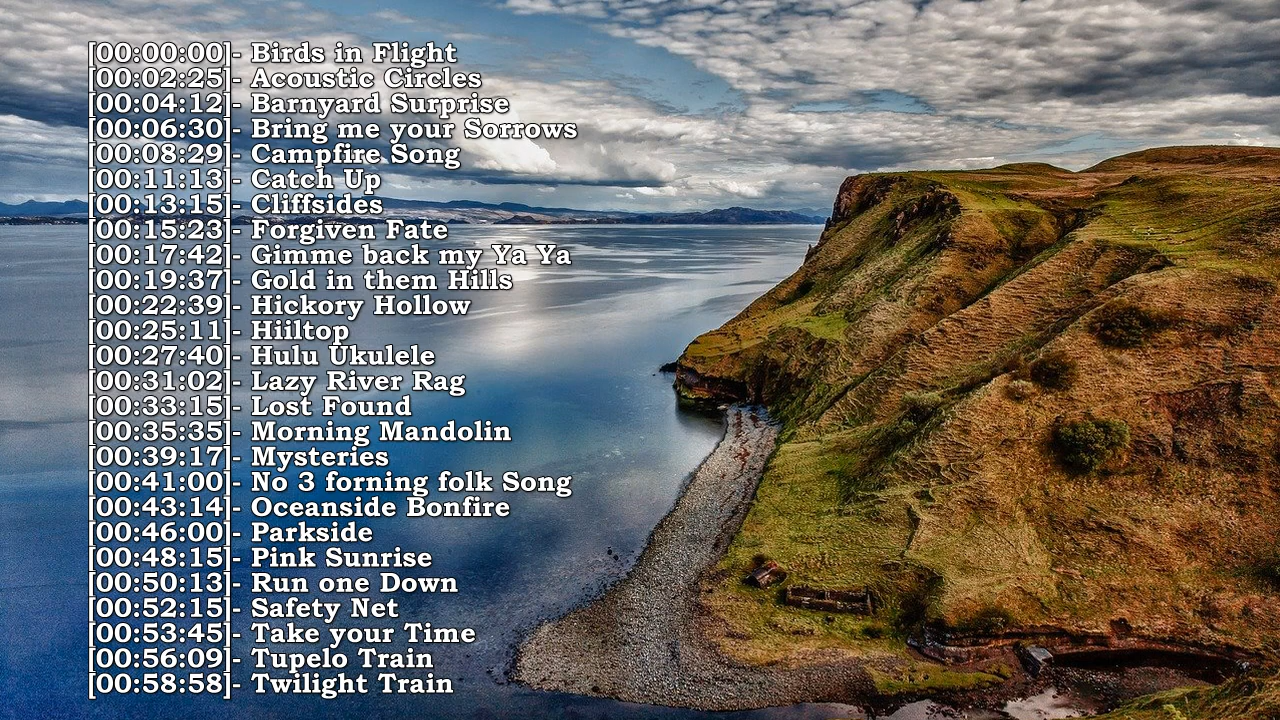 [00:00:00]- Birds in Flight
[00:02:25]- Acoustic Circles
[00:04:12]- Barnyard Surprise
[00:06:30]- Bring me your Sorrows
[00:08:29]- Campfire Song
[00:11:13]- Catch Up
[00:13:15]- Cliffsides
[00:15:23]- Forgiven Fate
[00:17:42]- Gimme back my Ya Ya
[00:19:37]- Gold in them Hills
[00:22:39]- Hickory Hollow
[00:25:11]- Hiiltop
[00:27:40]- Hulu Ukulele
[00:31:02]- Lazy River Rag
[00:33:15]- Lost Found
[00:35:35]- Morning Mandolin
[00:39:17]- Mysteries
[00:41:00]- No 3 forning folk Song
[00:43:14]- Oceanside Bonfire
[00:46:00]- Parkside
[00:48:15]- Pink Sunrise
[00:50:13]- Run one Down
[00:52:15]- Safety Net
[00:53:45]- Take your Time
[00:56:09]- Tupelo Train
[00:58:58]- Twilight Train